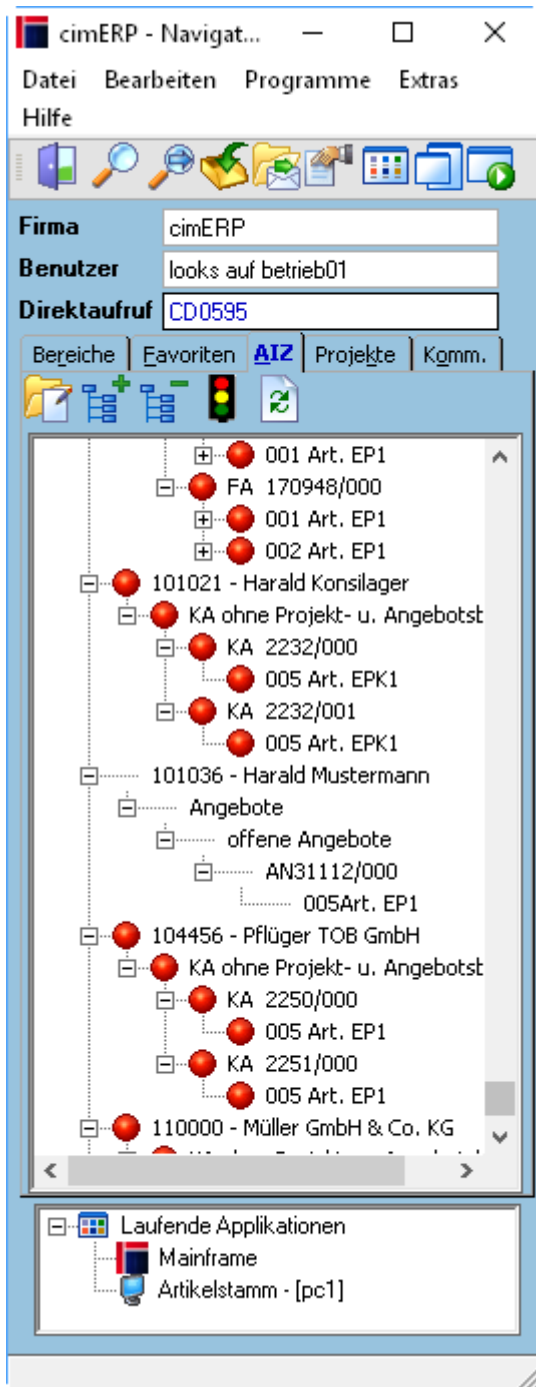 cimERP - Navigat...
Datei Bearbeiten Programme Extras
Hilfe
Firma cimERP
Benutzer looks auf betrieb01
Direktaufruf CD0595
Bereiche Favoriten AIZ Projekte Komm.
001 Art. EP1
FA 170948/000
001 Art. EP1
002 Art. EP1
101021 - Harald Konsilager
KA ohne Projekt- u. Angebotsb
KA 2232/000
005 Art. EPK1
KA 2232/001
005 Art. EPK1
101036 - Harald Mustermann
Angebote
offene Angebote
AN31112/000
005Art. EP1
104456 - Pflüger TOB GmbH
KA ohne Projekt- u. Angebotsb
KA 2250/000
005 Art. EP1
KA 2251/000
005 Art. EP1
110000 - Müller GmbH & Co. KG
Laufende Applikationen
Mainframe
Artikelstamm - [pc1]